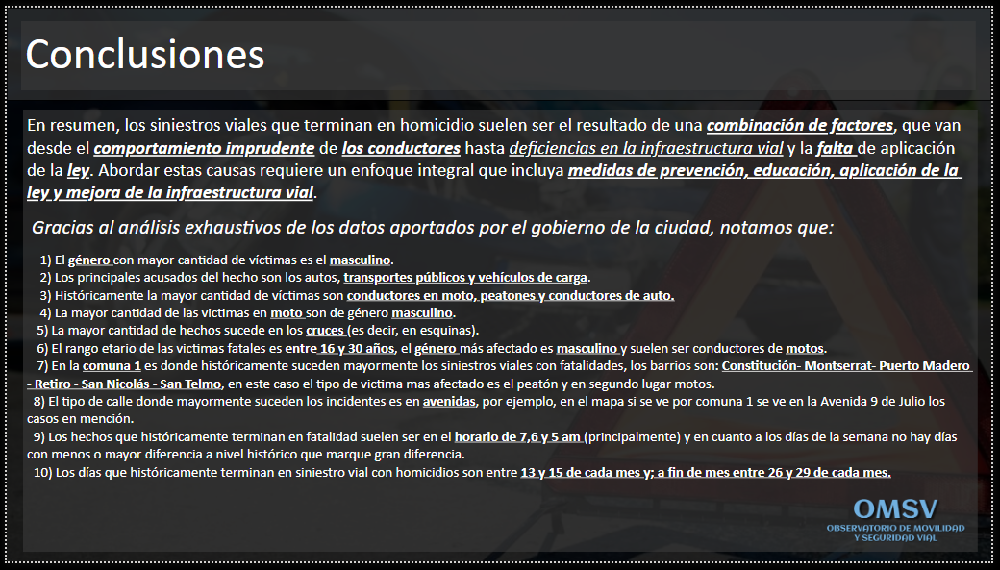 Conclusiones
En resumen, los siniestros viales que terminan en homicidio suelen ser el resultado de una combinación de factores, que van
desde el comportamiento imprudente de los conductores hasta deficiencias en la infraestructura vial y la falta de aplicación
de la ley. Abordar estas causas requiere un enfoque integral que incluya medidas de prevención, educación, aplicación de la
ley y mejora de la infraestructura vial.
Gracias al análisis exhaustivos de los datos aportados por el gobierno de la ciudad, notamos que:
1) El género con mayor cantidad de víctimas es el masculino.
2) Los principales acusados del hecho son los autos, transportes públicos y vehículos de carga.
3) Históricamente la mayor cantidad de víctimas son conductores en moto, peatones y conductores de auto.
4) La mayor cantidad de las victimas en moto son de género masculino.
5) La mayor cantidad de hechos sucede en los cruces (es decir, en esquinas).
6) El rango etario de las victimas fatales es entre 16 y 30 años, el género más afectado es masculino y suelen ser conductores de motos.
7) En la comuna 1 es donde históricamente suceden mayormente los siniestros viales con fatalidades, los barrios son: Constitución- Montserrat- Puerto Madero
- Retiro - San Nicolás - San Telmo, en este caso el tipo de victima mas afectado es el peatón y en segundo lugar motos.
8) El tipo de calle donde mayormente suceden los incidentes es en avenidas, por ejemplo, en el mapa si se ve por comuna 1 se ve en la Avenida 9 de Julio los
casos en mención.
9) Los hechos que históricamente terminan en fatalidad suelen ser en el horario de 7,6 y 5 am (principalmente) y en cuanto a los días de la semana no hay días
con menos o mayor diferencia a nivel histórico que marque gran diferencia.
10) Los días que históricamente terminan en siniestro vial con homicidios son entre 13 y 15 de cada mes y; a fin de mes entre 26 y 29 de cada mes.
OMSV
OBSERVATORIO DE MOVILIDAD
Y SEGURIDAD VIAL